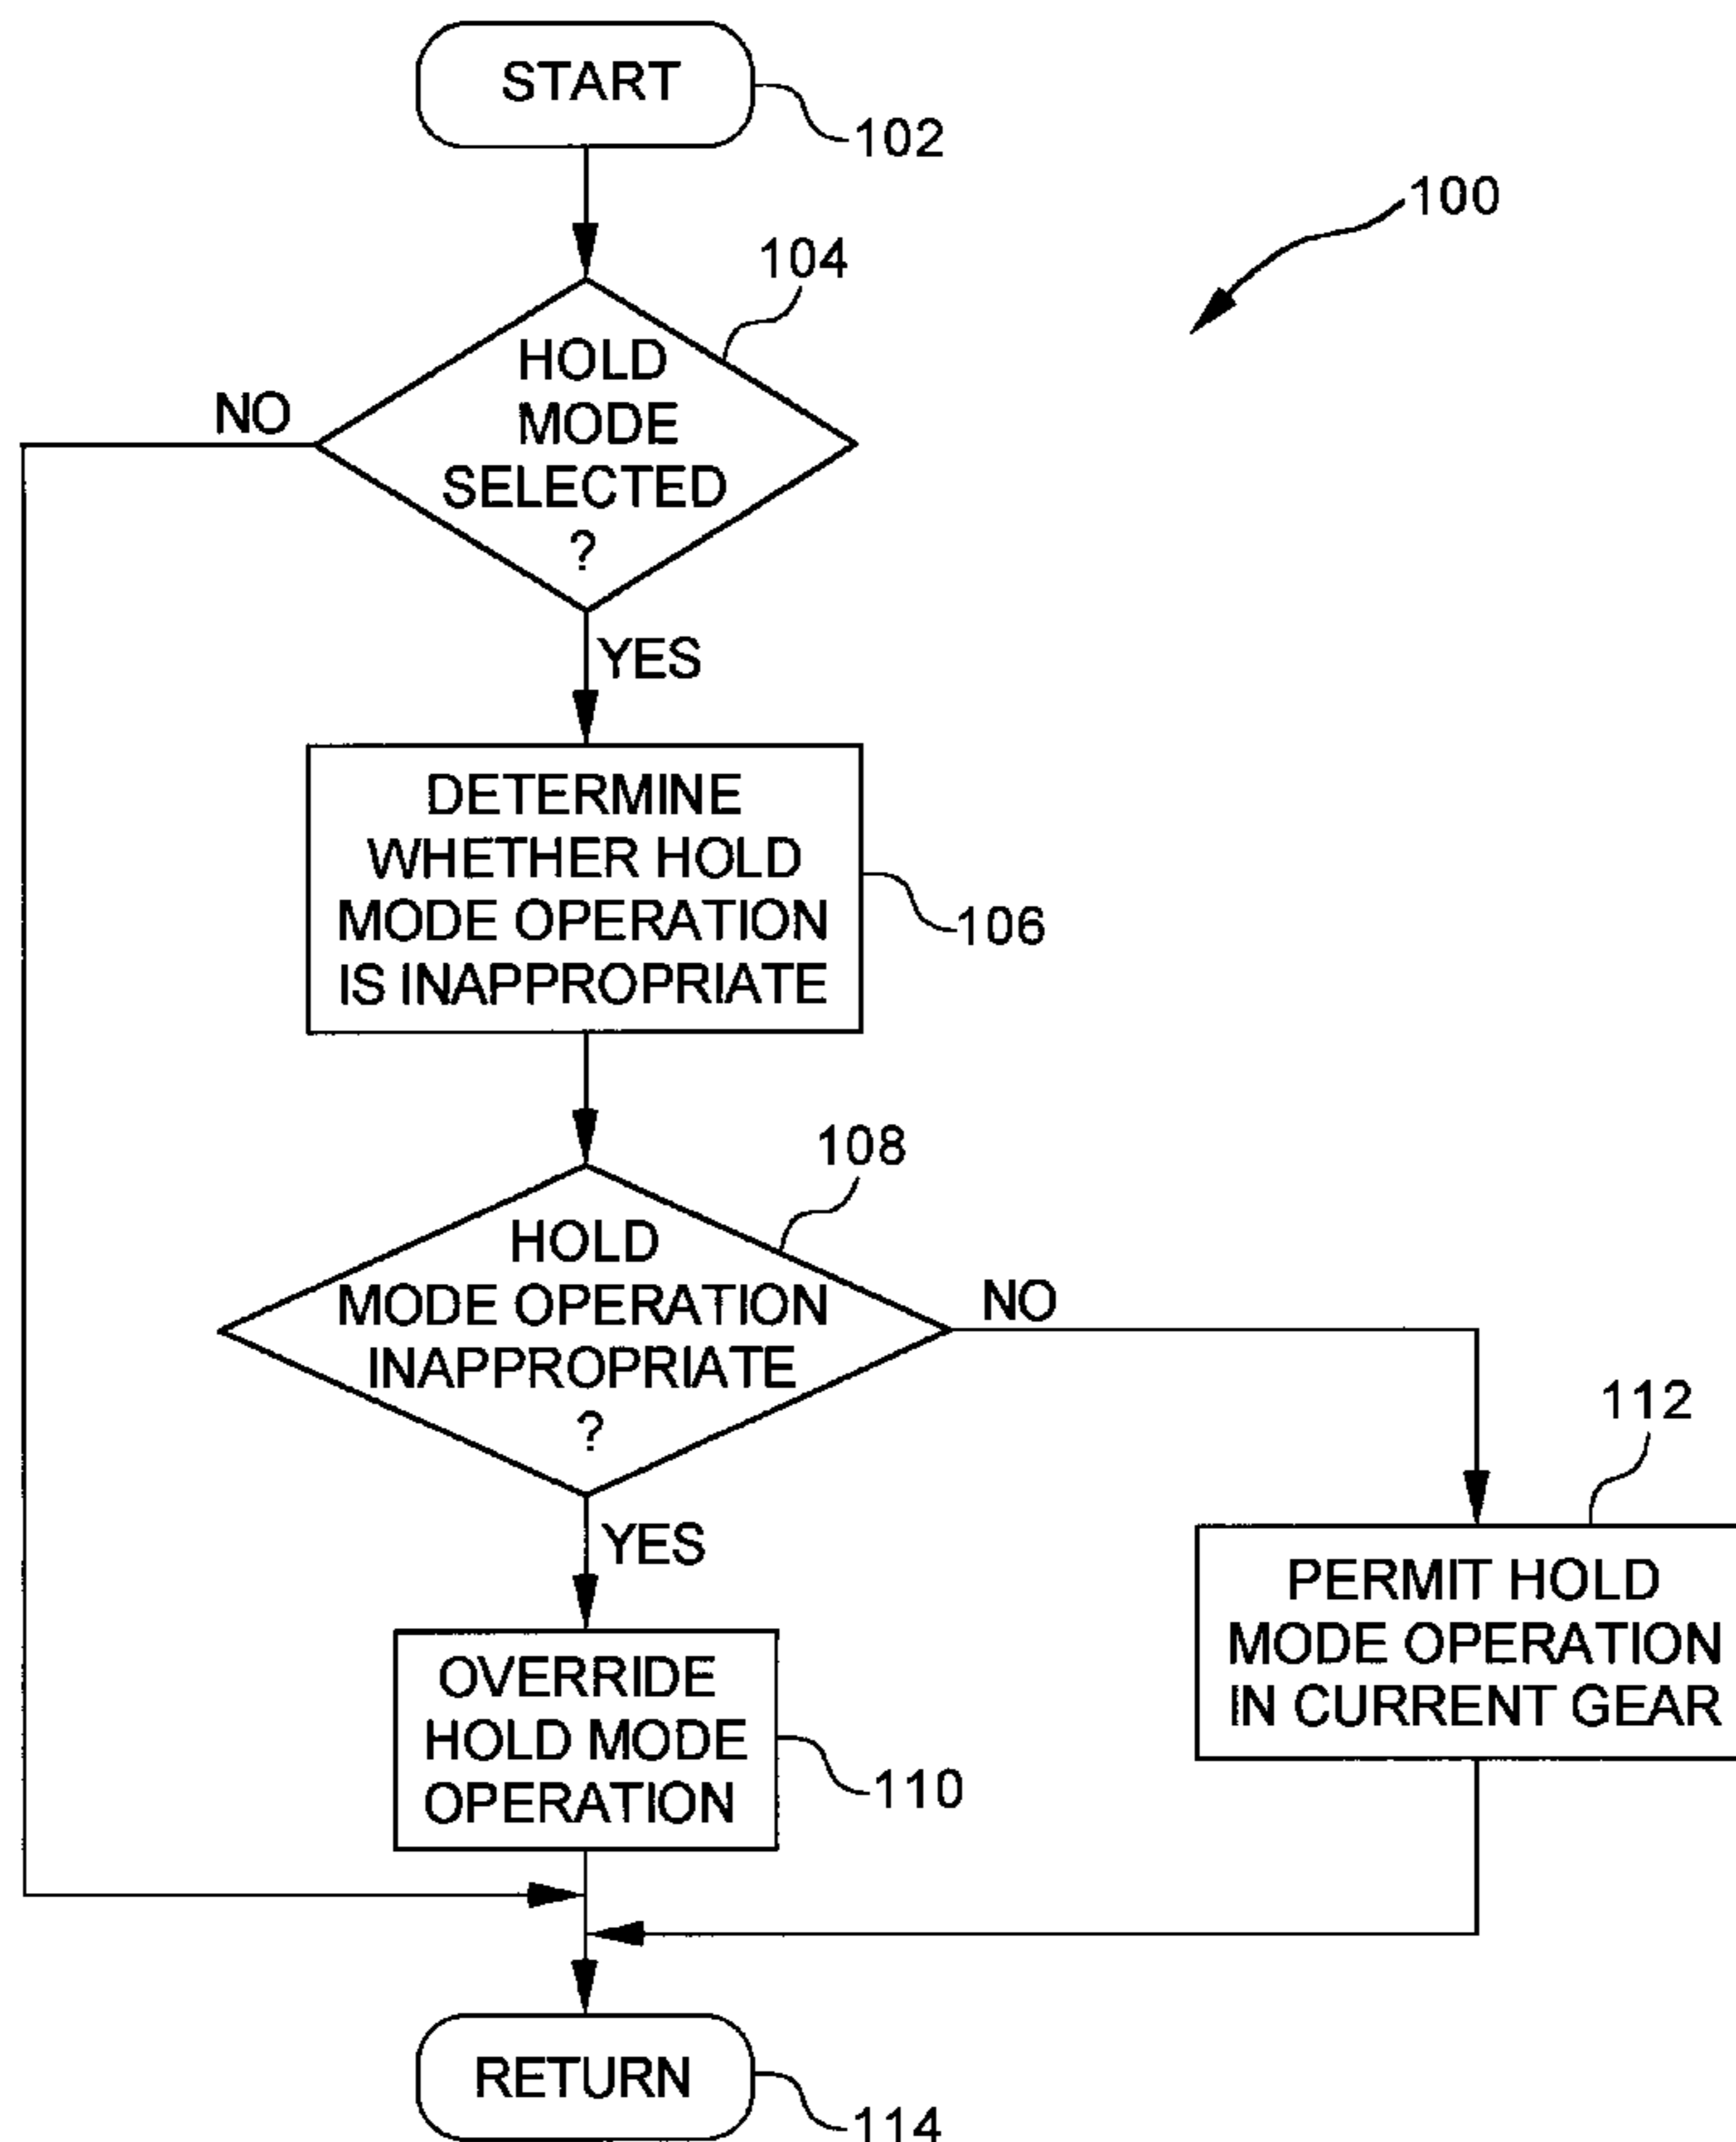 START
102
100
104
HOLD
MODE
SELECTED
?
NO
YES
DETERMINE
WHETHER HOLD
MODE OPERATION
IS INAPPROPRIATE
106
108
HOLD
MODE OPERATION
INAPPROPRIATE
?
NO
YES
112
PERMIT HOLD
MODE OPERATION
IN CURRENT GEAR
OVERRIDE
HOLD MODE
OPERATION
110
RETURN
114